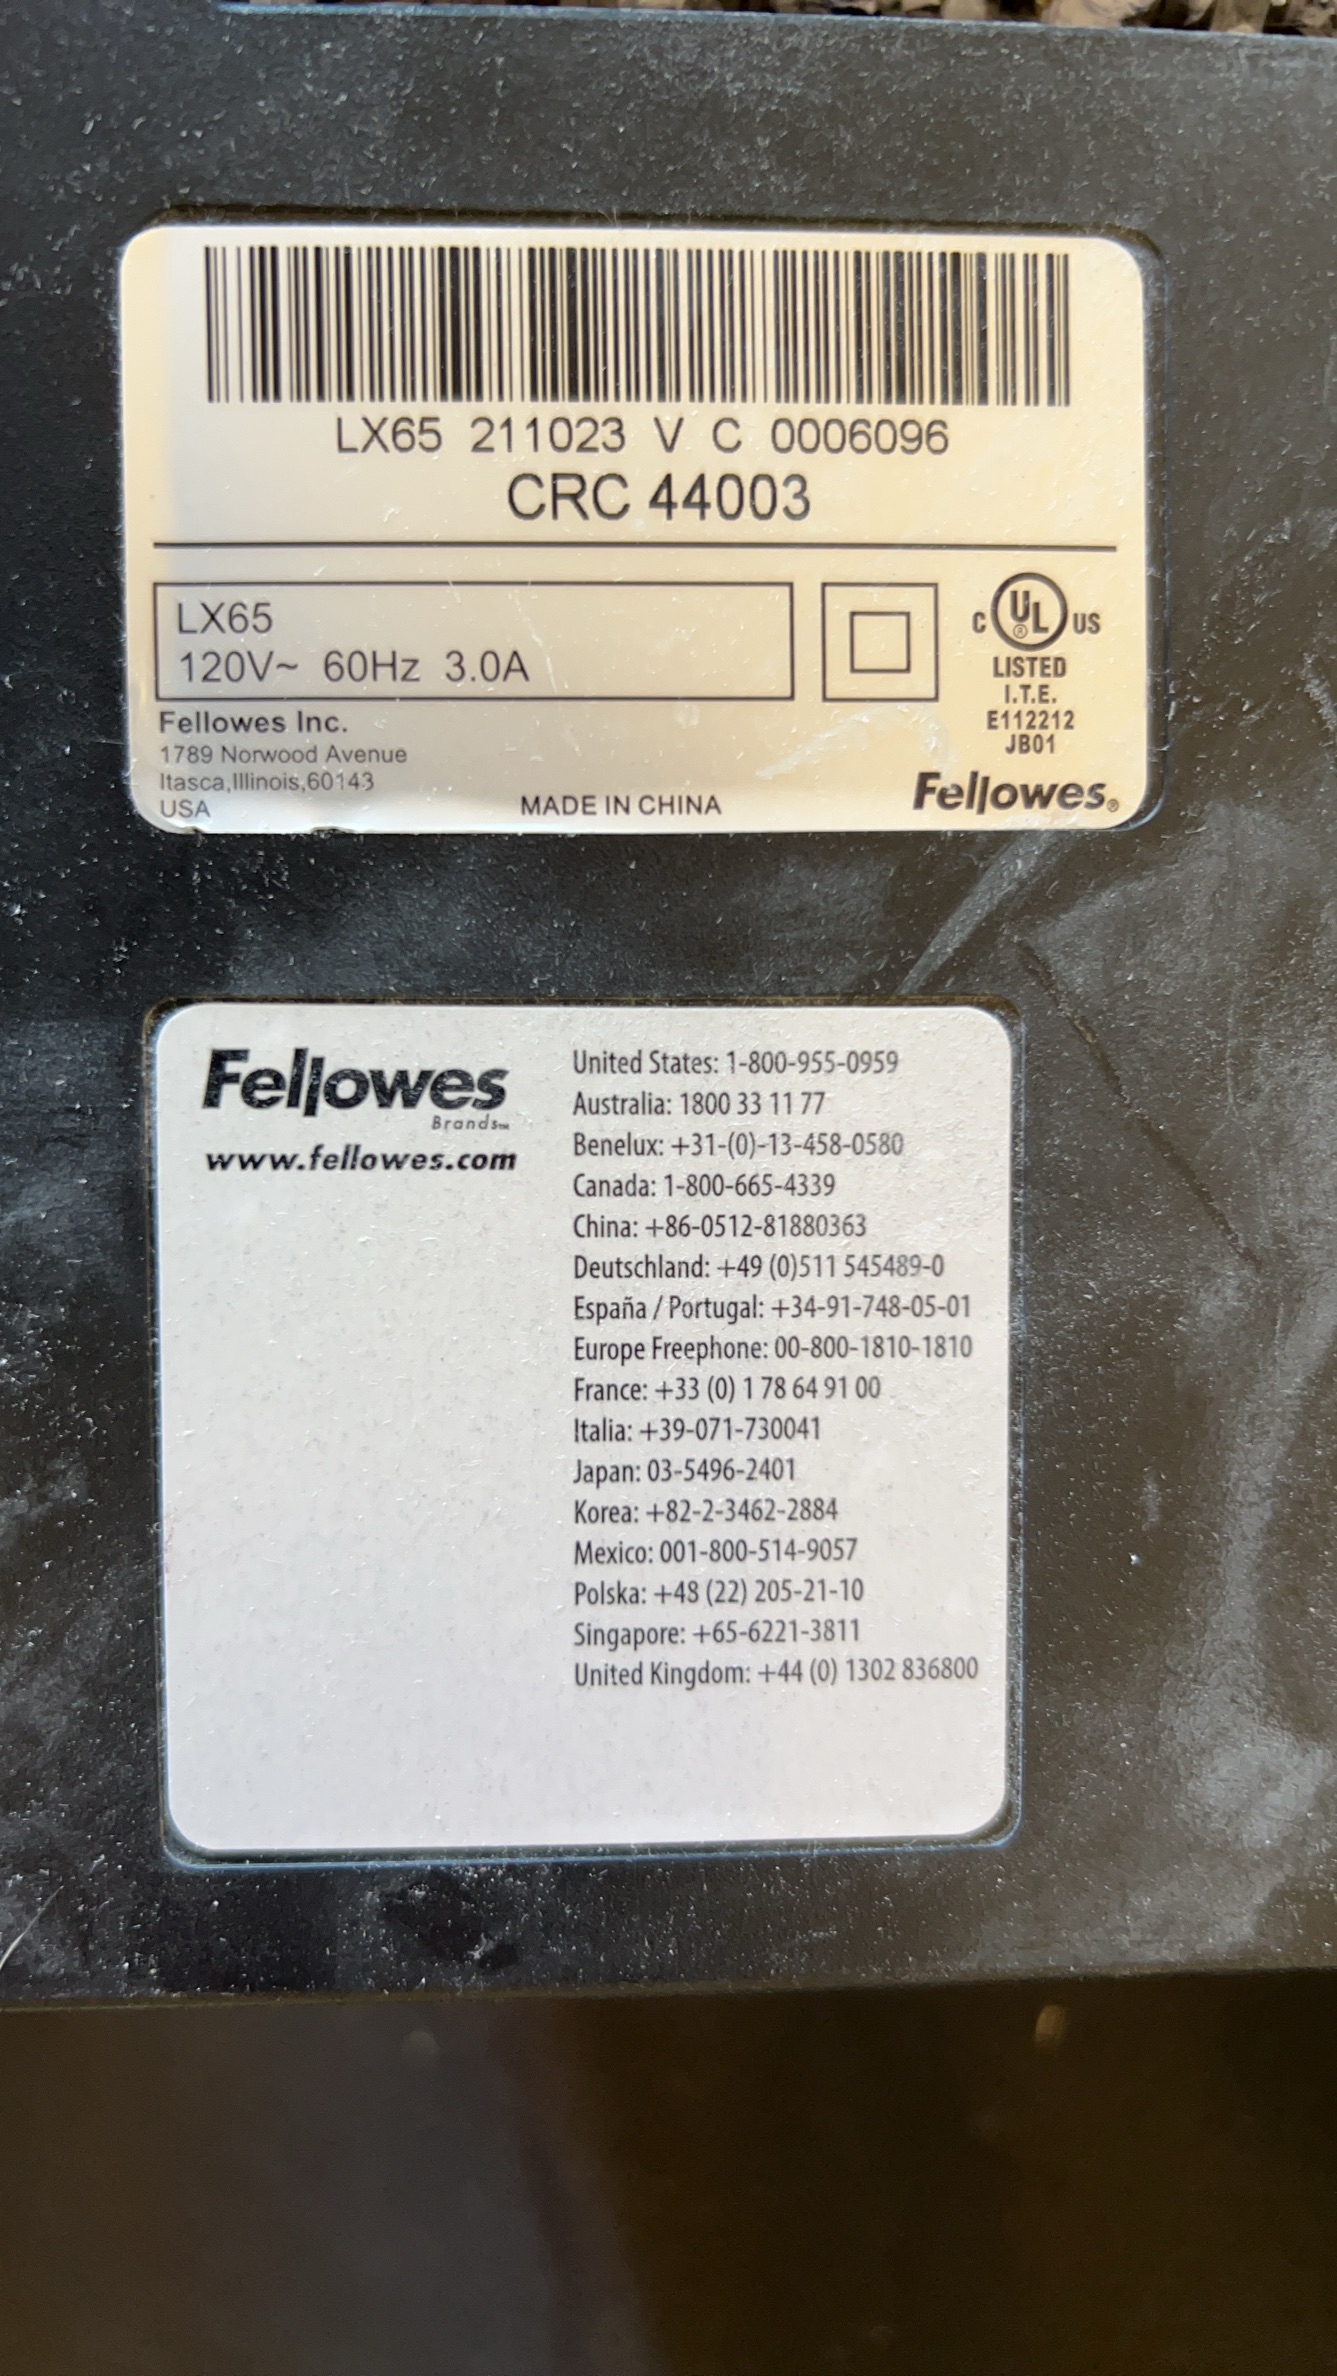 LX65 211023 V C 0006096
CRC 44003
LX65
120V~ 60Hz 3.0A
C UL® US
LISTED
I.T.E.
E112212
JB01
Fellowes Inc.
1789 Norwood Avenue
Itasca,Illinois,60143
USA
MADE IN CHINA
Fellowes®
Fellowes
Brands™
www.fellowes.com
United States: 1-800-955-0959
Australia: 1800 33 11 77
Benelux: +31-(0)-13-458-0580
Canada: 1-800-665-4339
China: +86-0512-81880363
Deutschland: +49 (0)511 545489-0
España / Portugal: +34-91-748-05-01
Europe Freephone: 00-800-1810-1810
France: +33 (0) 1 78 64 91 00
Italia: +39-071-730041
Japan: 03-5496-2401
Korea: +82-2-3462-2884
Mexico: 001-800-514-9057
Polska: +48 (22) 205-21-10
Singapore: +65-6221-3811
United Kingdom: +44 (0) 1302 836800